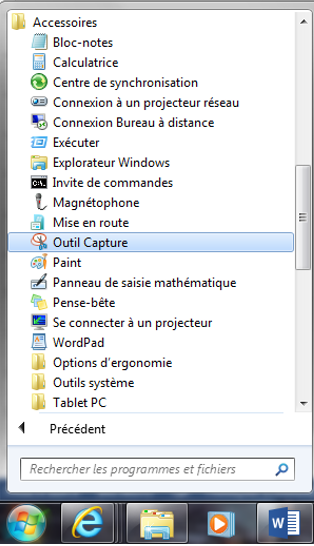 Accessoires
Bloc-notes
Calculatrice
Centre de synchronisation
Connexion à un projecteur réseau
Connexion Bureau à distance
Exécuter
Explorateur Windows
Invite de commandes
Magnétophone
Mise en route
Outil Capture
Paint
Panneau de saisie mathématique
Pense-bête
Se connecter à un projecteur
WordPad
Options d'ergonomie
Outils système
Tablet PC
Précédent
Rechercher les programmes et fichiers